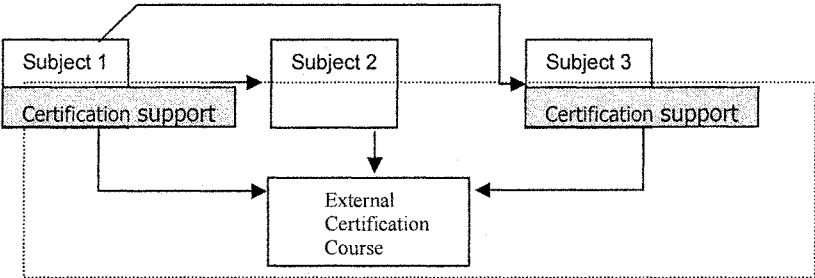 Subject 1
Subject 2
Subject 3
Certification support
Certification support
External
Certification
Course